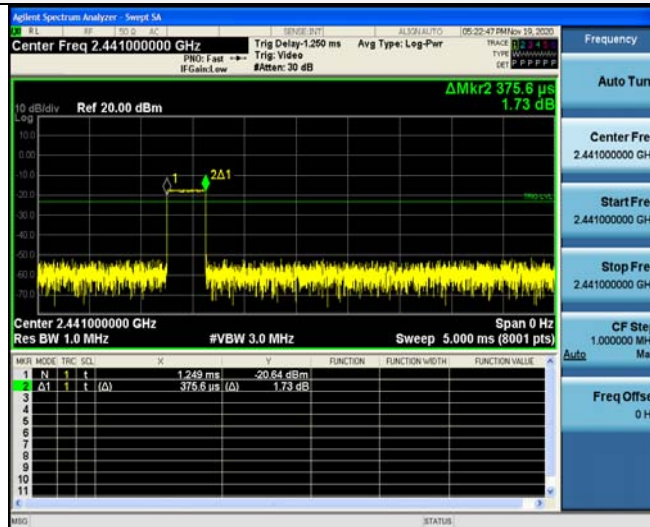 Agilent Spectrum Analyzer - Swept SA
RL RF 50 Ω AC SENSE:INT ALIGN AUTO 05:22:47 PM Nov 19, 2020
Center Freq 2.441000000 GHz
PNO: Fast
IFGain:Low
Trig Delay-1.250 ms
Trig: Video
#Atten: 30 dB
Avg Type: Log-Pwr
TRACE 1 2 3 4 5 6
TYPE
DET P P P P P P
ΔMkr2 375.6 µs
1.73 dB
10 dB/div Ref 20.00 dBm
Log
10.0
0.00
-10.0
-20.0
-30.0
-40.0
-50.0
-60.0
-70.0
1
2Δ1
TRIG LVL
Center 2.441000000 GHz Span 0 Hz
Res BW 1.0 MHz #VBW 3.0 MHz Sweep 5.000 ms (8001 pts)
MKR MODE TRC SCL X Y FUNCTION FUNCTION WIDTH FUNCTION VALUE
1 N 1 t 1.249 ms -20.64 dBm
2 Δ1 1 t (Δ) 375.6 µs (Δ) 1.73 dB
3
4
5
6
7
8
9
10
11
MSG STATUS
Frequency
Auto Tun
Center Fre
2.441000000 GH
Start Fre
2.441000000 GH
Stop Fre
2.441000000 GH
CF Ste
1.000000 MH
Auto Ma
Freq Offse
0 H